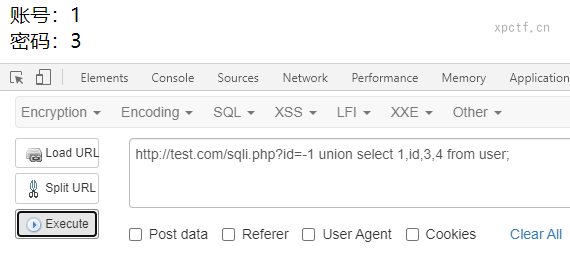 账号：1
密码：3
xpctf.cn
Elements Console Sources Network Performance Memory Application
Encryption Encoding SQL XSS LFI XXE Other
Load URL
Split URL
Execute
http://test.com/sqli.php?id=-1 union select 1,id,3,4 from user;
Post data Referer User Agent Cookies Clear All